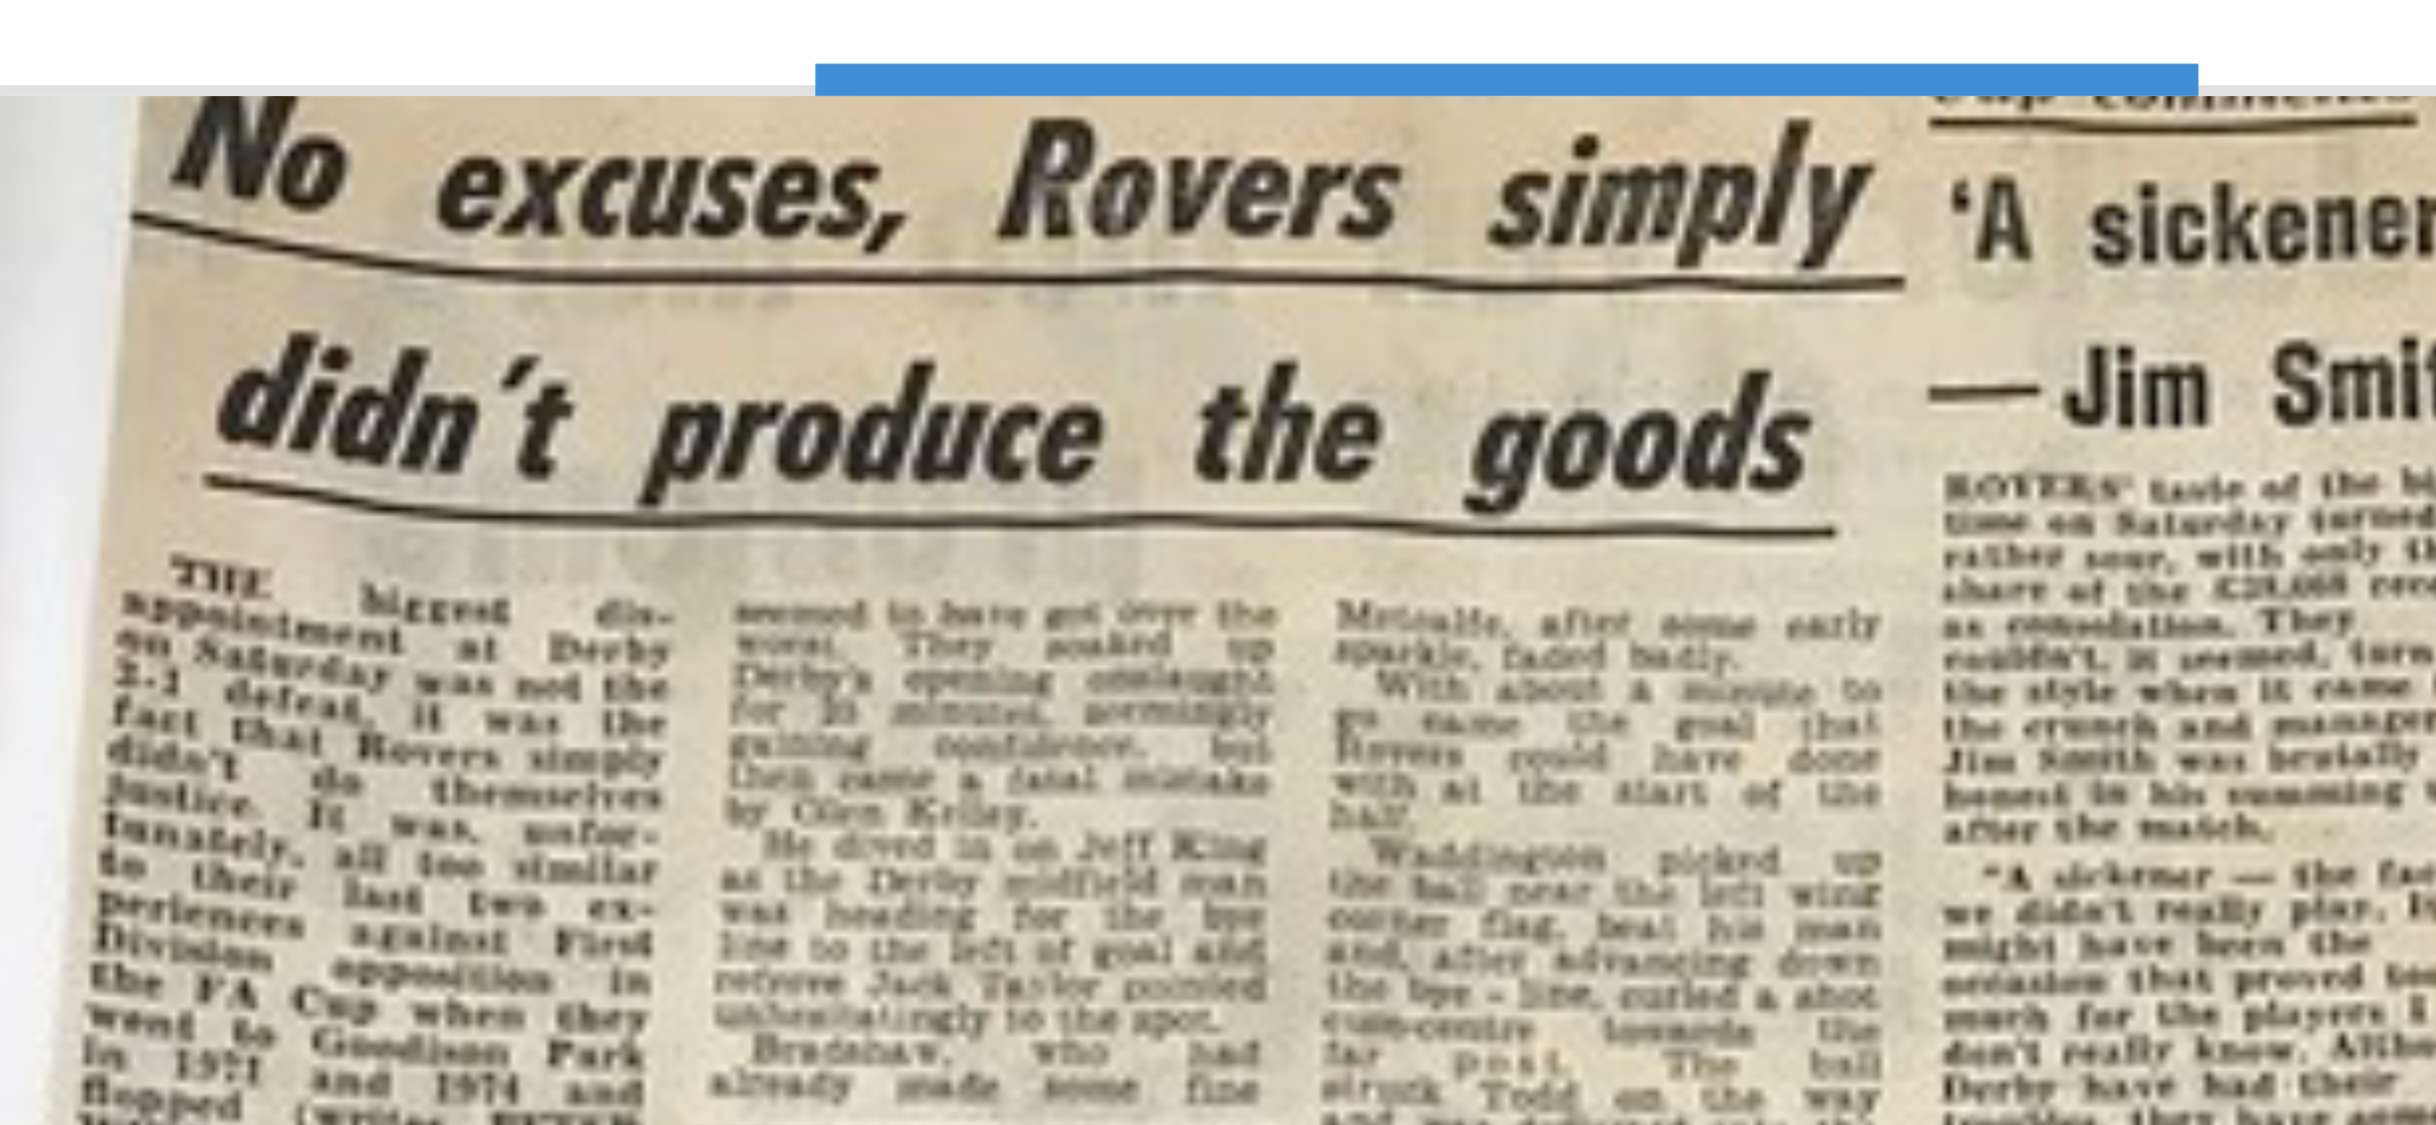 No excuses, Rovers simply
didn't produce the goods
THE biggest dis-
appointment at Derby
on Saturday was not the
defeat, it was the
fact that Rovers simply
didn't do themselves
justice. It was, unfor-
tunately, all too similar
to their last two ex-
periences against First
Division opposition in
the FA Cup when they
went to Goodison Park
in 1971 and 1974 and
flopped (writes
seemed to have got over the
worst. They soaked up
Derby's opening onslaught
for minutes, seemingly
gaining confidence, but
then came a fatal mistake
by Glen Keeley.
He dived in on Jeff King
as the Derby midfield man
was heading for the bye
line to the left of goal and
referee Jack Taylor pointed
unhesitatingly to the spot.
Bradshaw, who had
already made some fine
Metcalfe, after some early
sparkle, faded badly.
With about a minute to
go came the goal that
Rovers could have done
with at the start of the
half.
Waddington picked up
the ball near the left wing
corner flag, beat his man
and, after advancing down
the bye - line, curled a shot
cum-centre towards the
far post. The ball
struck Todd on the way
'A sickener
— Jim Smi
ROVERS' taste of the
time on Saturday turned
rather sour, with only
share of the
as consolation. They
couldn't, it seemed, turn
the style when it came
the crunch and manage
Jim Smith was brutally
honest in his summing
after the match.
"A sickener — the fac
we didn't really play. I
might have been the
occasion that proved too
much for the players I
don't really know. Altho
Derby have had their